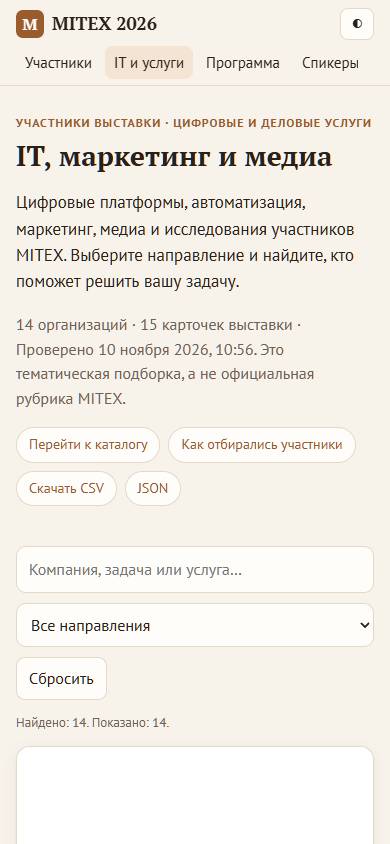 M MITEX 2026
Участники IT и услуги Программа Спикеры
УЧАСТНИКИ ВЫСТАВКИ · ЦИФРОВЫЕ И ДЕЛОВЫЕ УСЛУГИ
IT, маркетинг и медиа
Цифровые платформы, автоматизация,
маркетинг, медиа и исследования участников
MITEX. Выберите направление и найдите, кто
поможет решить вашу задачу.
14 организаций · 15 карточек выставки ·
Проверено 10 ноября 2026, 10:56. Это
тематическая подборка, а не официальная
рубрика MITEX.
Перейти к каталогу Как отбирались участники
Скачать CSV JSON
Компания, задача или услуга...
Все направления
Сбросить
Найдено: 14. Показано: 14.